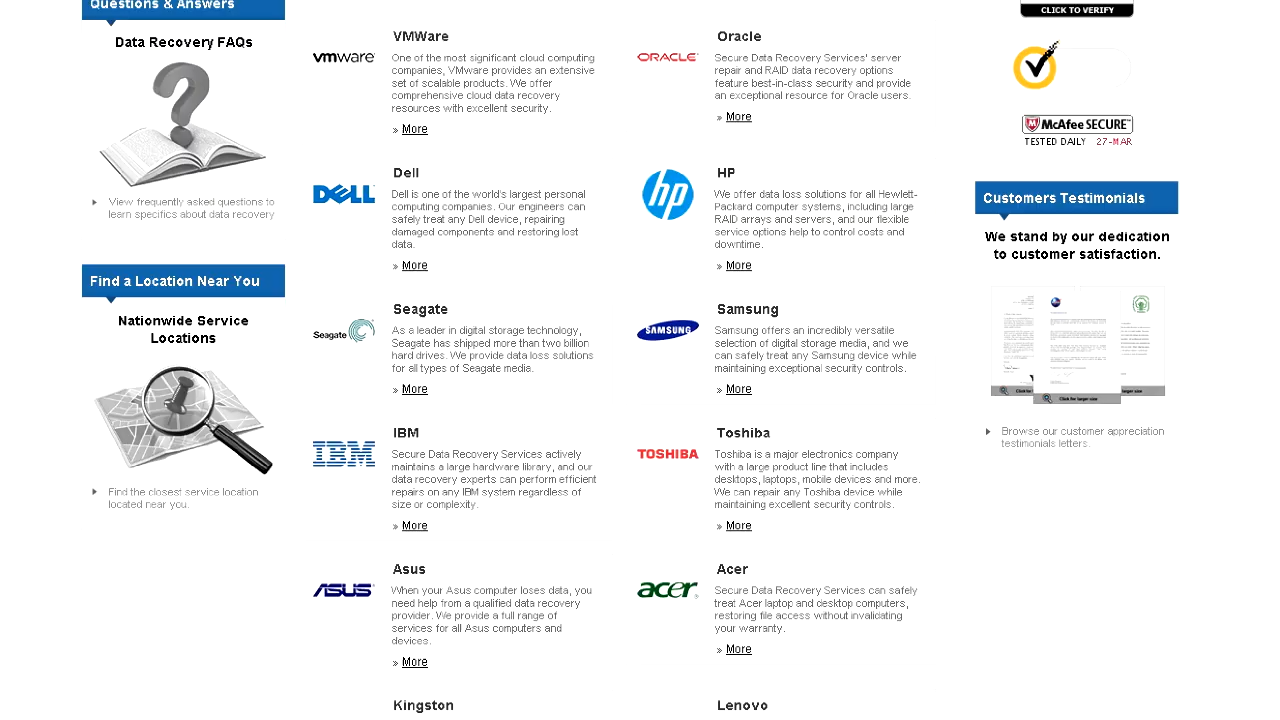 Questions & Answers
Data Recovery FAQs
View frequently asked questions to
learn specifics about data recovery
Find a Location Near You
Nationwide Service
Locations
Find the closest service location
located near you.
vmware
VMWare
One of the most significant cloud computing
companies, VMware provides an extensive
set of scalable products. We offer
comprehensive cloud data recovery
resources with excellent security.
» More
ORACLE
Oracle
Secure Data Recovery Services' server
repair and RAID data recovery options
feature best-in-class security and provide
an exceptional resource for Oracle users.
» More
DELL
Dell
Dell is one of the world's largest personal
computing companies. Our engineers can
safely treat any Dell device, repairing
damaged components and restoring lost
data.
» More
hp
HP
We offer data loss solutions for all Hewlett-
Packard computer systems, including large
RAID arrays and servers, and our flexible
service options help to control costs and
downtime.
» More
Seagate
Seagate
As a leader in digital storage technology,
Seagate has shipped more than two billion
hard drives. We provide data loss solutions
for all types of Seagate media.
» More
SAMSUNG
Samsung
Samsung offers an incredibly versatile
selection of digital storage media, and we
can safely treat any Samsung device while
maintaining exceptional security controls.
» More
IBM
IBM
Secure Data Recovery Services actively
maintains a large hardware library, and our
data recovery experts can perform efficient
repairs on any IBM system regardless of
size or complexity.
» More
TOSHIBA
Toshiba
Toshiba is a major electronics company
with a large product line that includes
desktops, laptops, mobile devices and more.
We can repair any Toshiba device while
maintaining excellent security controls.
» More
ASUS
Asus
When your Asus computer loses data, you
need help from a qualified data recovery
provider. We provide a full range of
services for all Asus computers and
devices.
» More
acer
Acer
Secure Data Recovery Services can safely
treat Acer laptop and desktop computers,
restoring file access without invalidating
your warranty.
» More
Kingston
Lenovo
CLICK TO VERIFY
McAfee SECURE™
TESTED DAILY 27-MAR
Customers Testimonials
We stand by our dedication
to customer satisfaction.
Click for larger size
Browse our customer appreciation
testimonials letters.